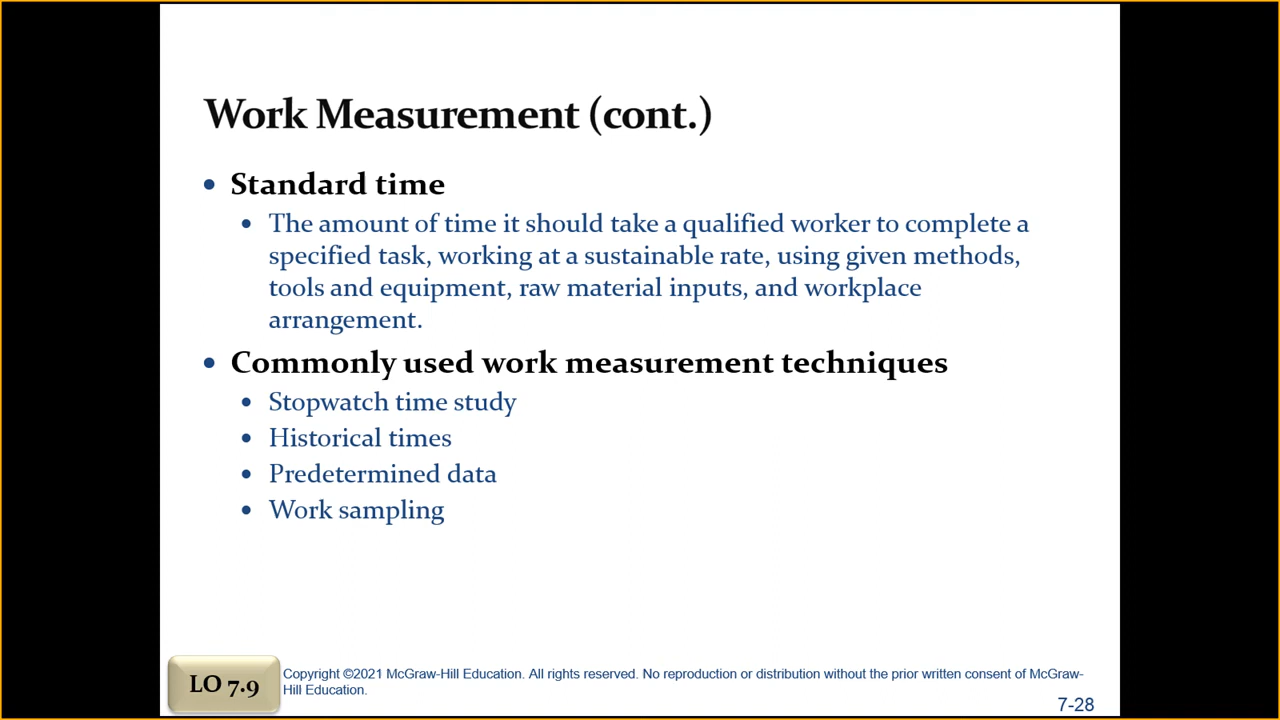 Work Measurement (cont.)
• Standard time
• The amount of time it should take a qualified worker to complete a
specified task, working at a sustainable rate, using given methods,
tools and equipment, raw material inputs, and workplace
arrangement.
• Commonly used work measurement techniques
• Stopwatch time study
• Historical times
• Predetermined data
• Work sampling
LO 7.9
Copyright ©2021 McGraw-Hill Education. All rights reserved. No reproduction or distribution without the prior written consent of McGraw-
Hill Education.
7-28